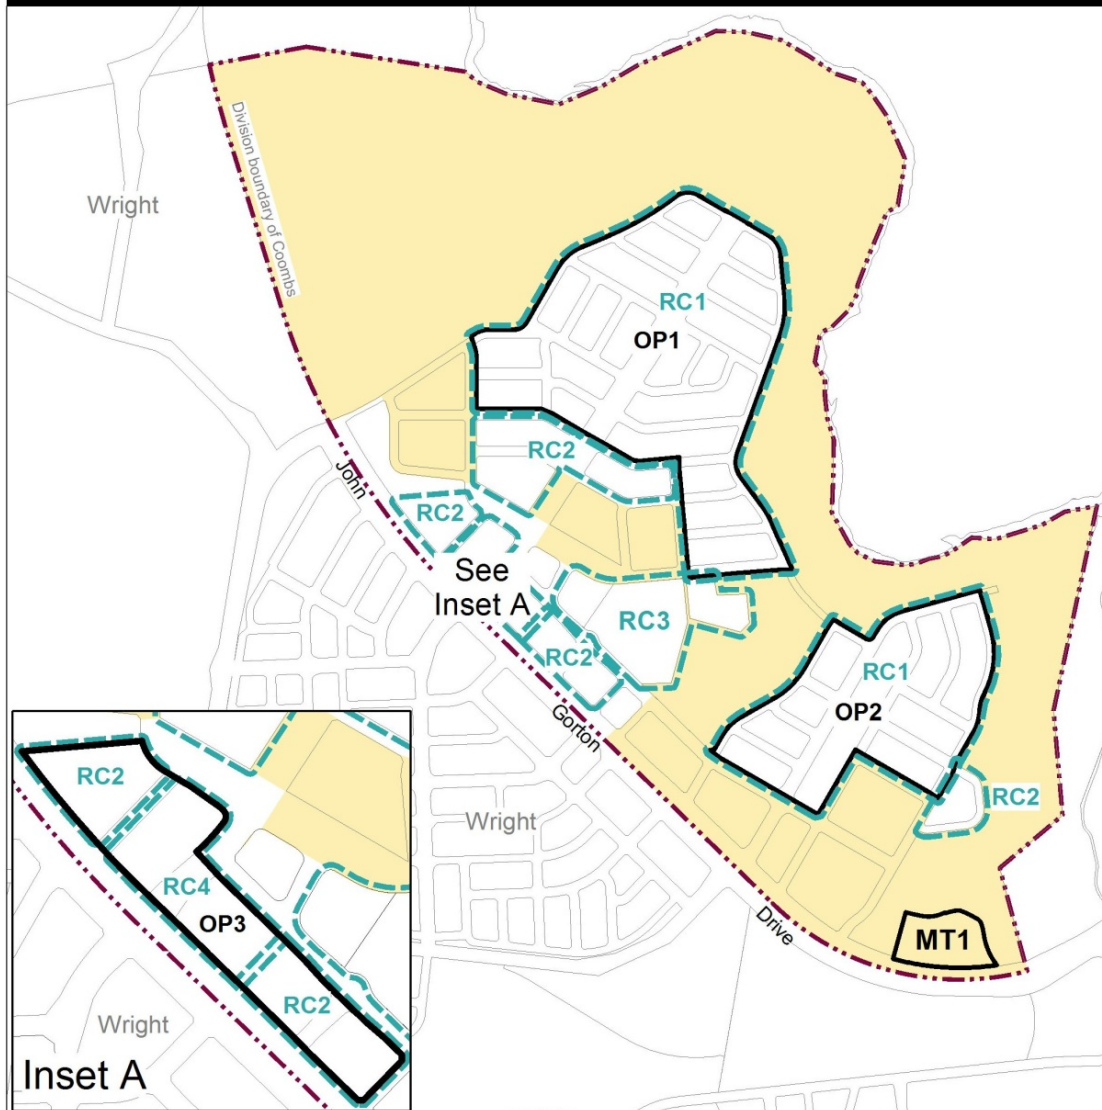 Wright
Division boundary of Coombs
RC1
OP1
RC2
John
RC2
See
Inset A
RC3
RC2
RC1
OP2
Gorton
RC2
Wright
Drive
MT1
RC2
RC4
OP3
RC2
Wright
Inset A